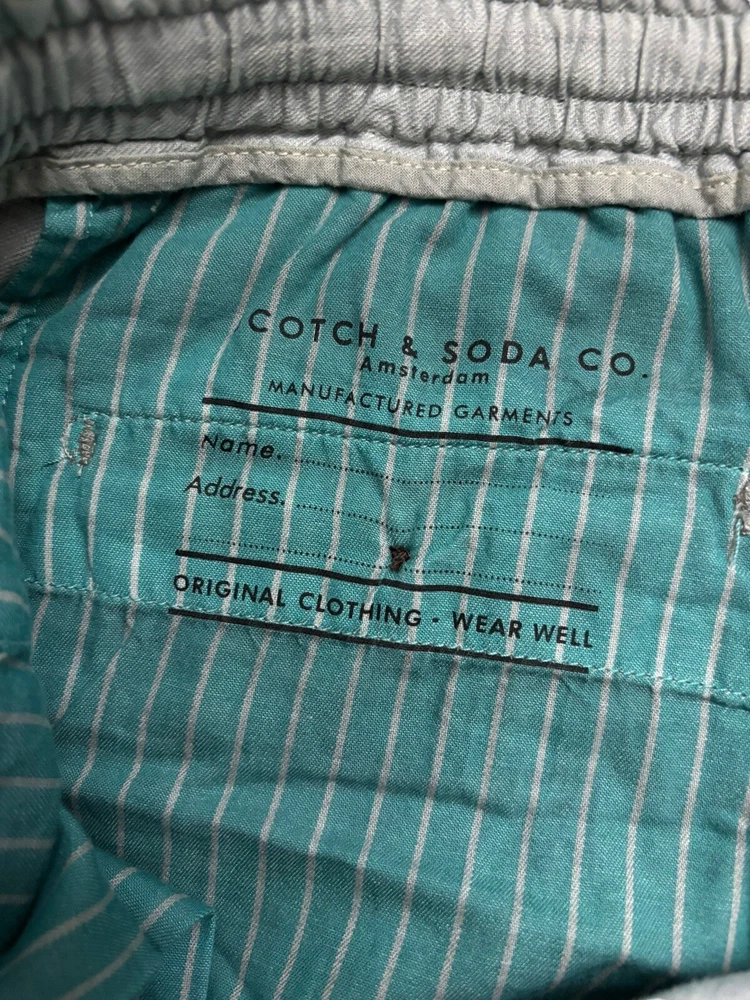 COTCH & SODA CO.
Amsterdam
MANUFACTURED GARMENTS
Name.
Address.
ORIGINAL CLOTHING - WEAR WELL